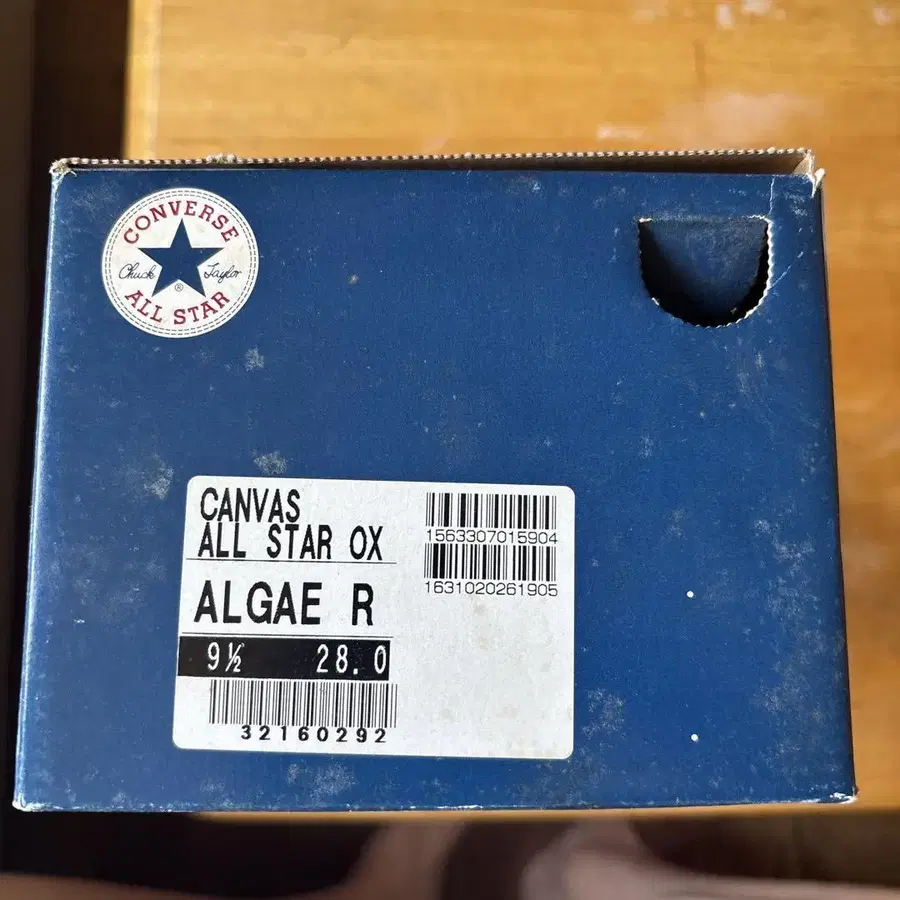 CONVERSE
Chuck Taylor
®
ALL STAR
CANVAS
ALL STAR OX
ALGAE R
9½ 28.0
32160292
1563307015904
1631020261905